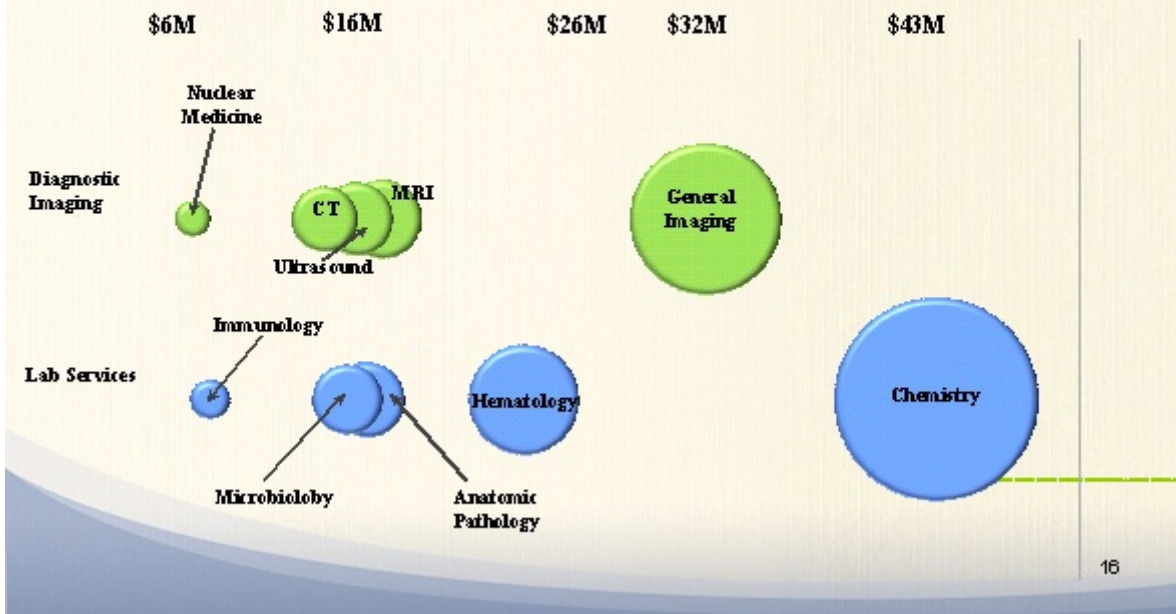 $6M $16M $26M $32M $43M
Nuclear
Medicine
Diagnostic
Imaging
CT
MRI
Ultrasound
General
Imaging
Immunology
Lab Services
Hematology
Chemistry
Microbioloby
Anatomic
Pathology
16